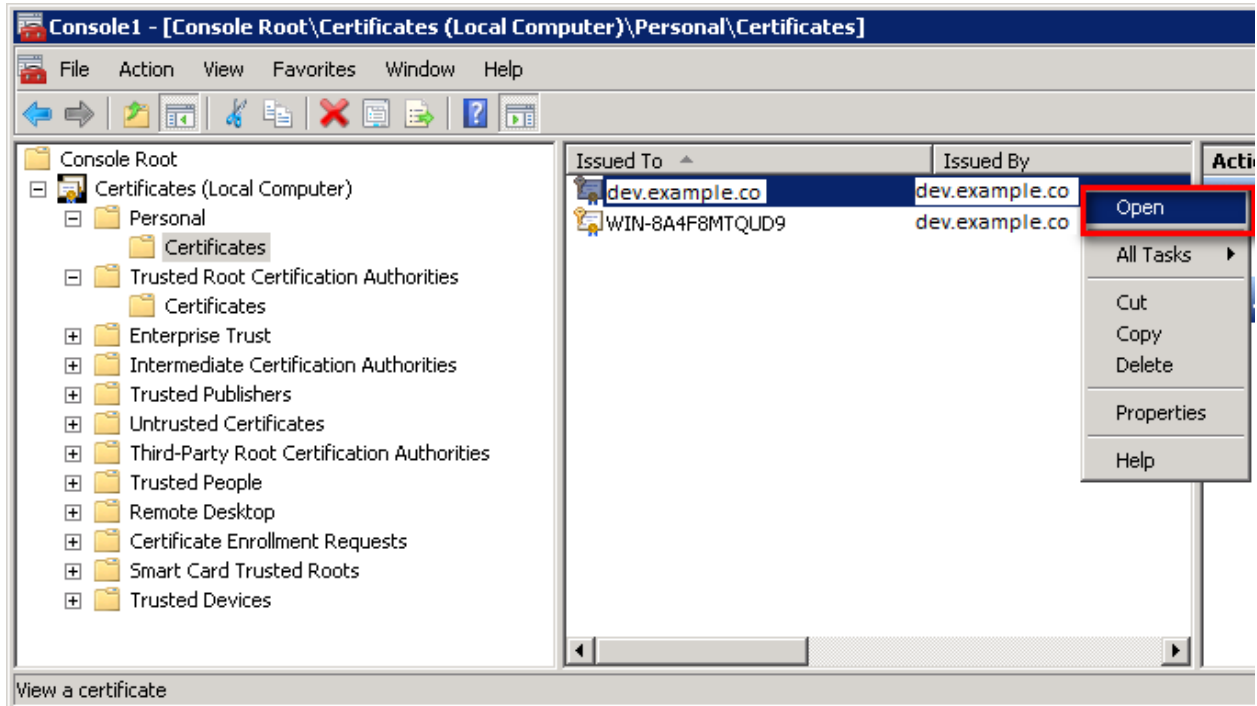 Console1 - [Console Root\Certificates (Local Computer)\Personal\Certificates]
File Action View Favorites Window Help
Console Root
Certificates (Local Computer)
Personal
Certificates
Trusted Root Certification Authorities
Certificates
Enterprise Trust
Intermediate Certification Authorities
Trusted Publishers
Untrusted Certificates
Third-Party Root Certification Authorities
Trusted People
Remote Desktop
Certificate Enrollment Requests
Smart Card Trusted Roots
Trusted Devices
Issued To Issued By
dev.example.co dev.example.co
WIN-8A4F8MTQUD9 dev.example.co
Acti
Open
All Tasks
Cut
Copy
Delete
Properties
Help
View a certificate